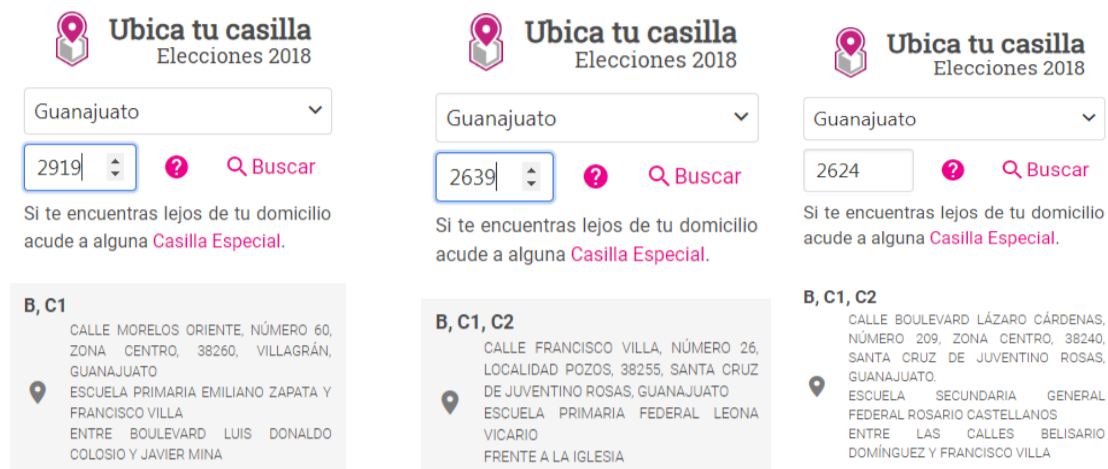 Ubica tu casilla
Elecciones 2018
Guanajuato
2919
?
Buscar
Si te encuentras lejos de tu domicilio
acude a alguna Casilla Especial.
B, C1
CALLE MORELOS ORIENTE, NÚMERO 60,
ZONA CENTRO, 38260, VILLAGRÁN,
GUANAJUATO
ESCUELA PRIMARIA EMILIANO ZAPATA Y
FRANCISCO VILLA
ENTRE BOULEVARD LUIS DONALDO
COLOSIO Y JAVIER MINA
Ubica tu casilla
Elecciones 2018
Guanajuato
2639
?
Buscar
Si te encuentras lejos de tu domicilio
acude a alguna Casilla Especial.
B, C1, C2
CALLE FRANCISCO VILLA, NÚMERO 26,
LOCALIDAD POZOS, 38255, SANTA CRUZ
DE JUVENTINO ROSAS, GUANAJUATO
ESCUELA PRIMARIA FEDERAL LEONA
VICARIO
FRENTE A LA IGLESIA
Ubica tu casilla
Elecciones 2018
Guanajuato
2624
?
Buscar
Si te encuentras lejos de tu domicilio
acude a alguna Casilla Especial.
B, C1, C2
CALLE BOULEVARD LÁZARO CÁRDENAS,
NÚMERO 209, ZONA CENTRO, 38240,
SANTA CRUZ DE JUVENTINO ROSAS,
GUANAJUATO.
ESCUELA SECUNDARIA GENERAL
FEDERAL ROSARIO CASTELLANOS
ENTRE LAS CALLES BELISARIO
DOMÍNGUEZ Y FRANCISCO VILLA